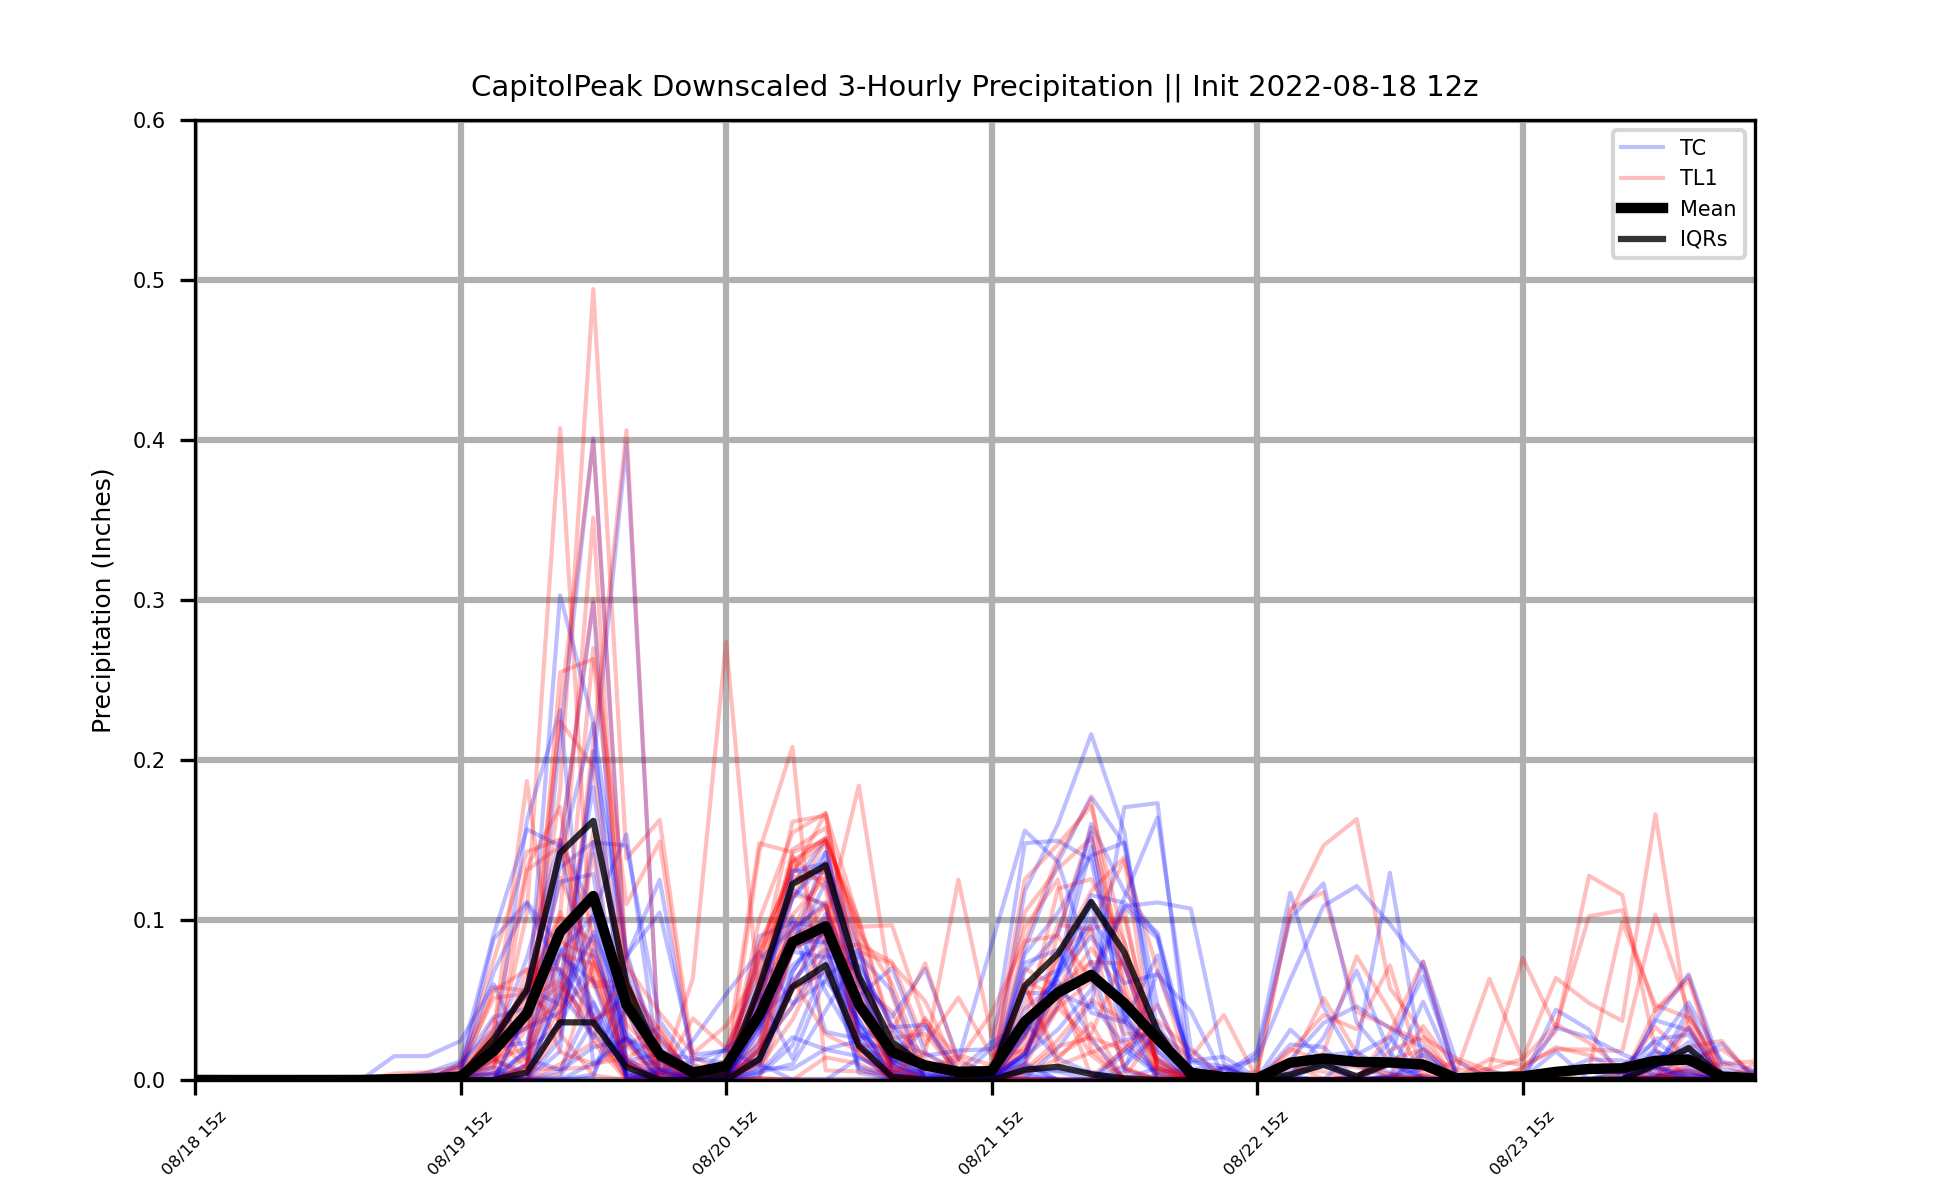 CapitolPeak Downscaled 3-Hourly Precipitation || Init 2022-08-18 12z
Precipitation (Inches)
0.6
0.5
0.4
0.3
0.2
0.1
0.0
TC
TL1
Mean
IQRs
08/18 15z
08/19 15z
08/20 15z
08/21 15z
08/22 15z
08/23 15z